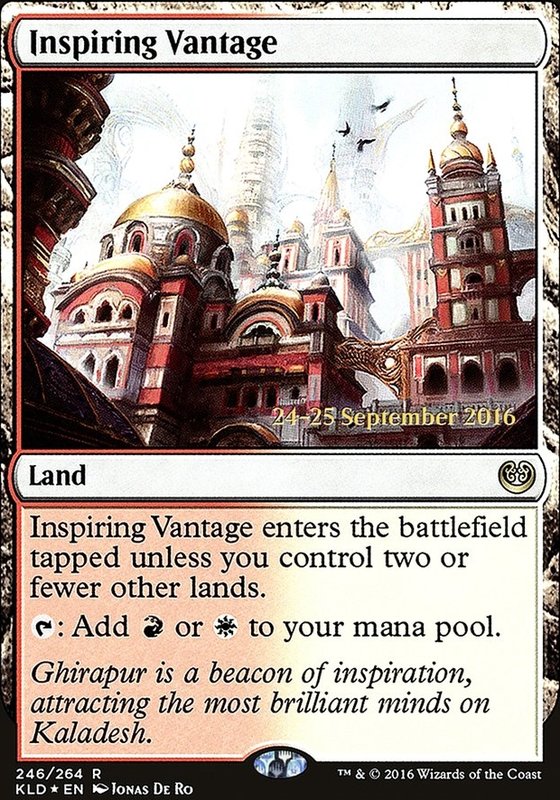 Inspiring Vantage
24-25 September 2016
Land
Inspiring Vantage enters the battlefield
tapped unless you control two or
fewer other lands.
: Add or to your mana pool.
Ghirapur is a beacon of inspiration,
attracting the most brilliant minds on
Kaladesh.
246/264 R
KLD ★ EN Jonas De Ro
™ & © 2016 Wizards of the Coast